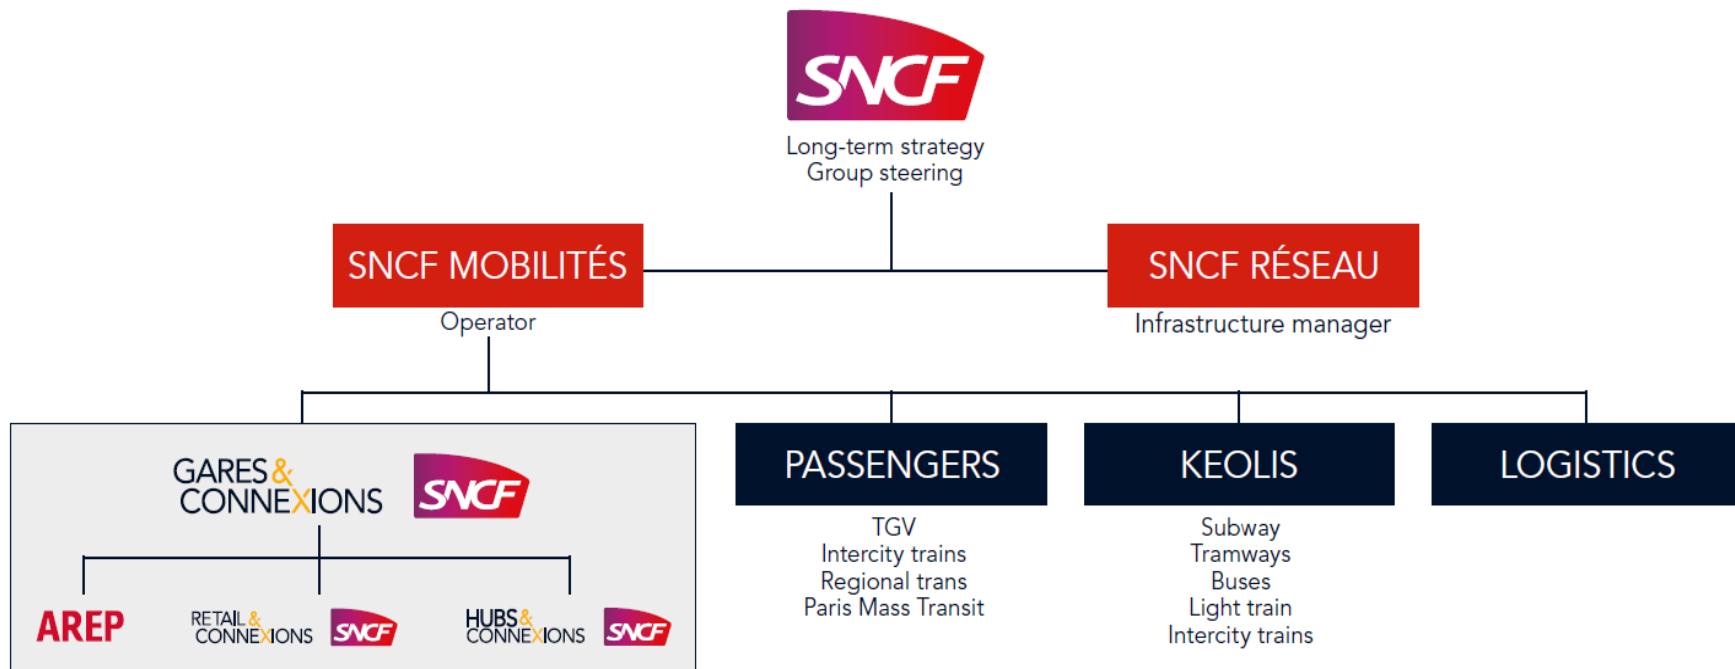 SNCF
Long-term strategy
Group steering
SNCF MOBILITÉS
SNCF RÉSEAU
Operator
Infrastructure manager
GARES &
CONNEXIONS
SNCF
PASSENGERS
KEOLIS
LOGISTICS
TGV
Intercity trains
Regional trans
Paris Mass Transit
Subway
Tramways
Buses
Light train
Intercity trains
AREP
RETAIL &
CONNEXIONS
SNCF
HUBS &
CONNEXIONS
SNCF